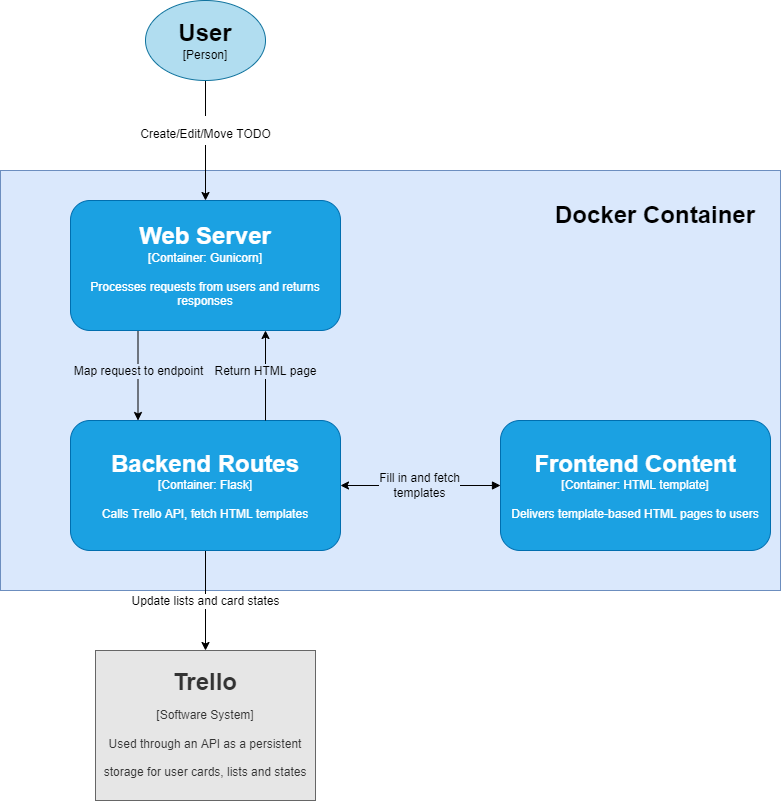 User
[Person]
Create/Edit/Move TODO
Docker Container
Web Server
[Container: Gunicorn]
Processes requests from users and returns
responses
Map request to endpoint
Return HTML page
Backend Routes
[Container: Flask]
Calls Trello API, fetch HTML templates
Fill in and fetch
templates
Frontend Content
[Container: HTML template]
Delivers template-based HTML pages to users
Update lists and card states
Trello
[Software System]
Used through an API as a persistent
storage for user cards, lists and states